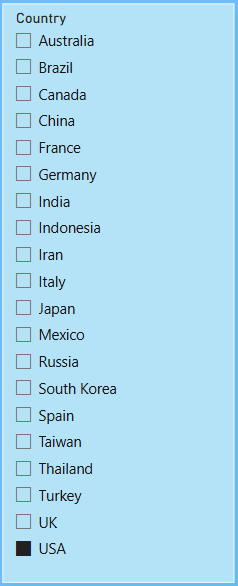 Country
Australia
Brazil
Canada
China
France
Germany
India
Indonesia
Iran
Italy
Japan
Mexico
Russia
South Korea
Spain
Taiwan
Thailand
Turkey
UK
USA